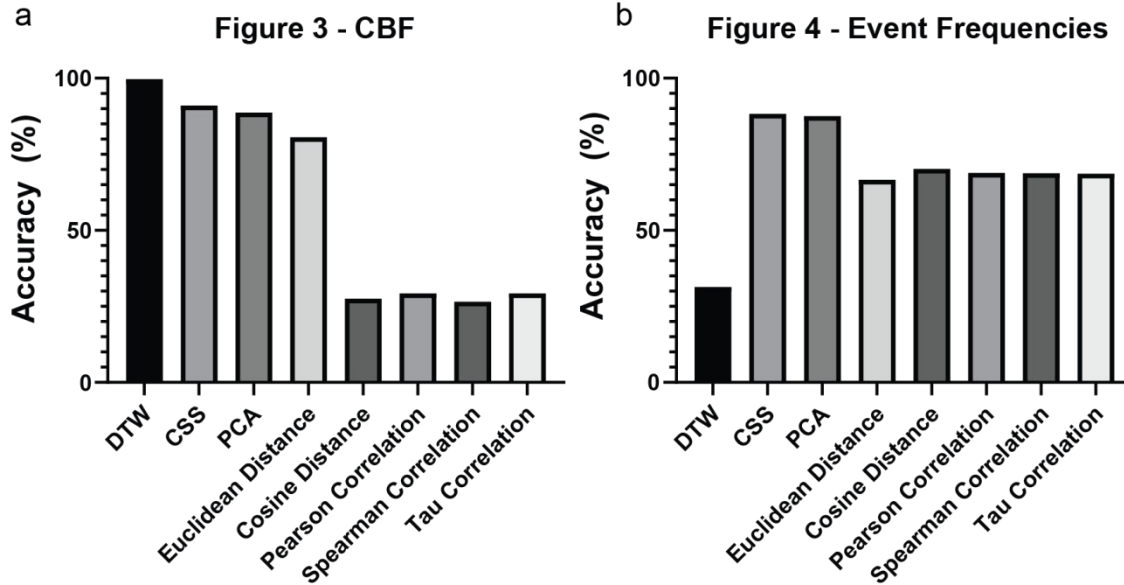 a
Figure 3 - CBF
Accuracy (%)
100
50
0
DTW
CSS
PCA
Euclidean Distance
Cosine Distance
Pearson Correlation
Spearman Correlation
Tau Correlation
b
Figure 4 - Event Frequencies
Accuracy (%)
100
50
0
DTW
CSS
PCA
Euclidean Distance
Cosine Distance
Pearson Correlation
Spearman Correlation
Tau Correlation